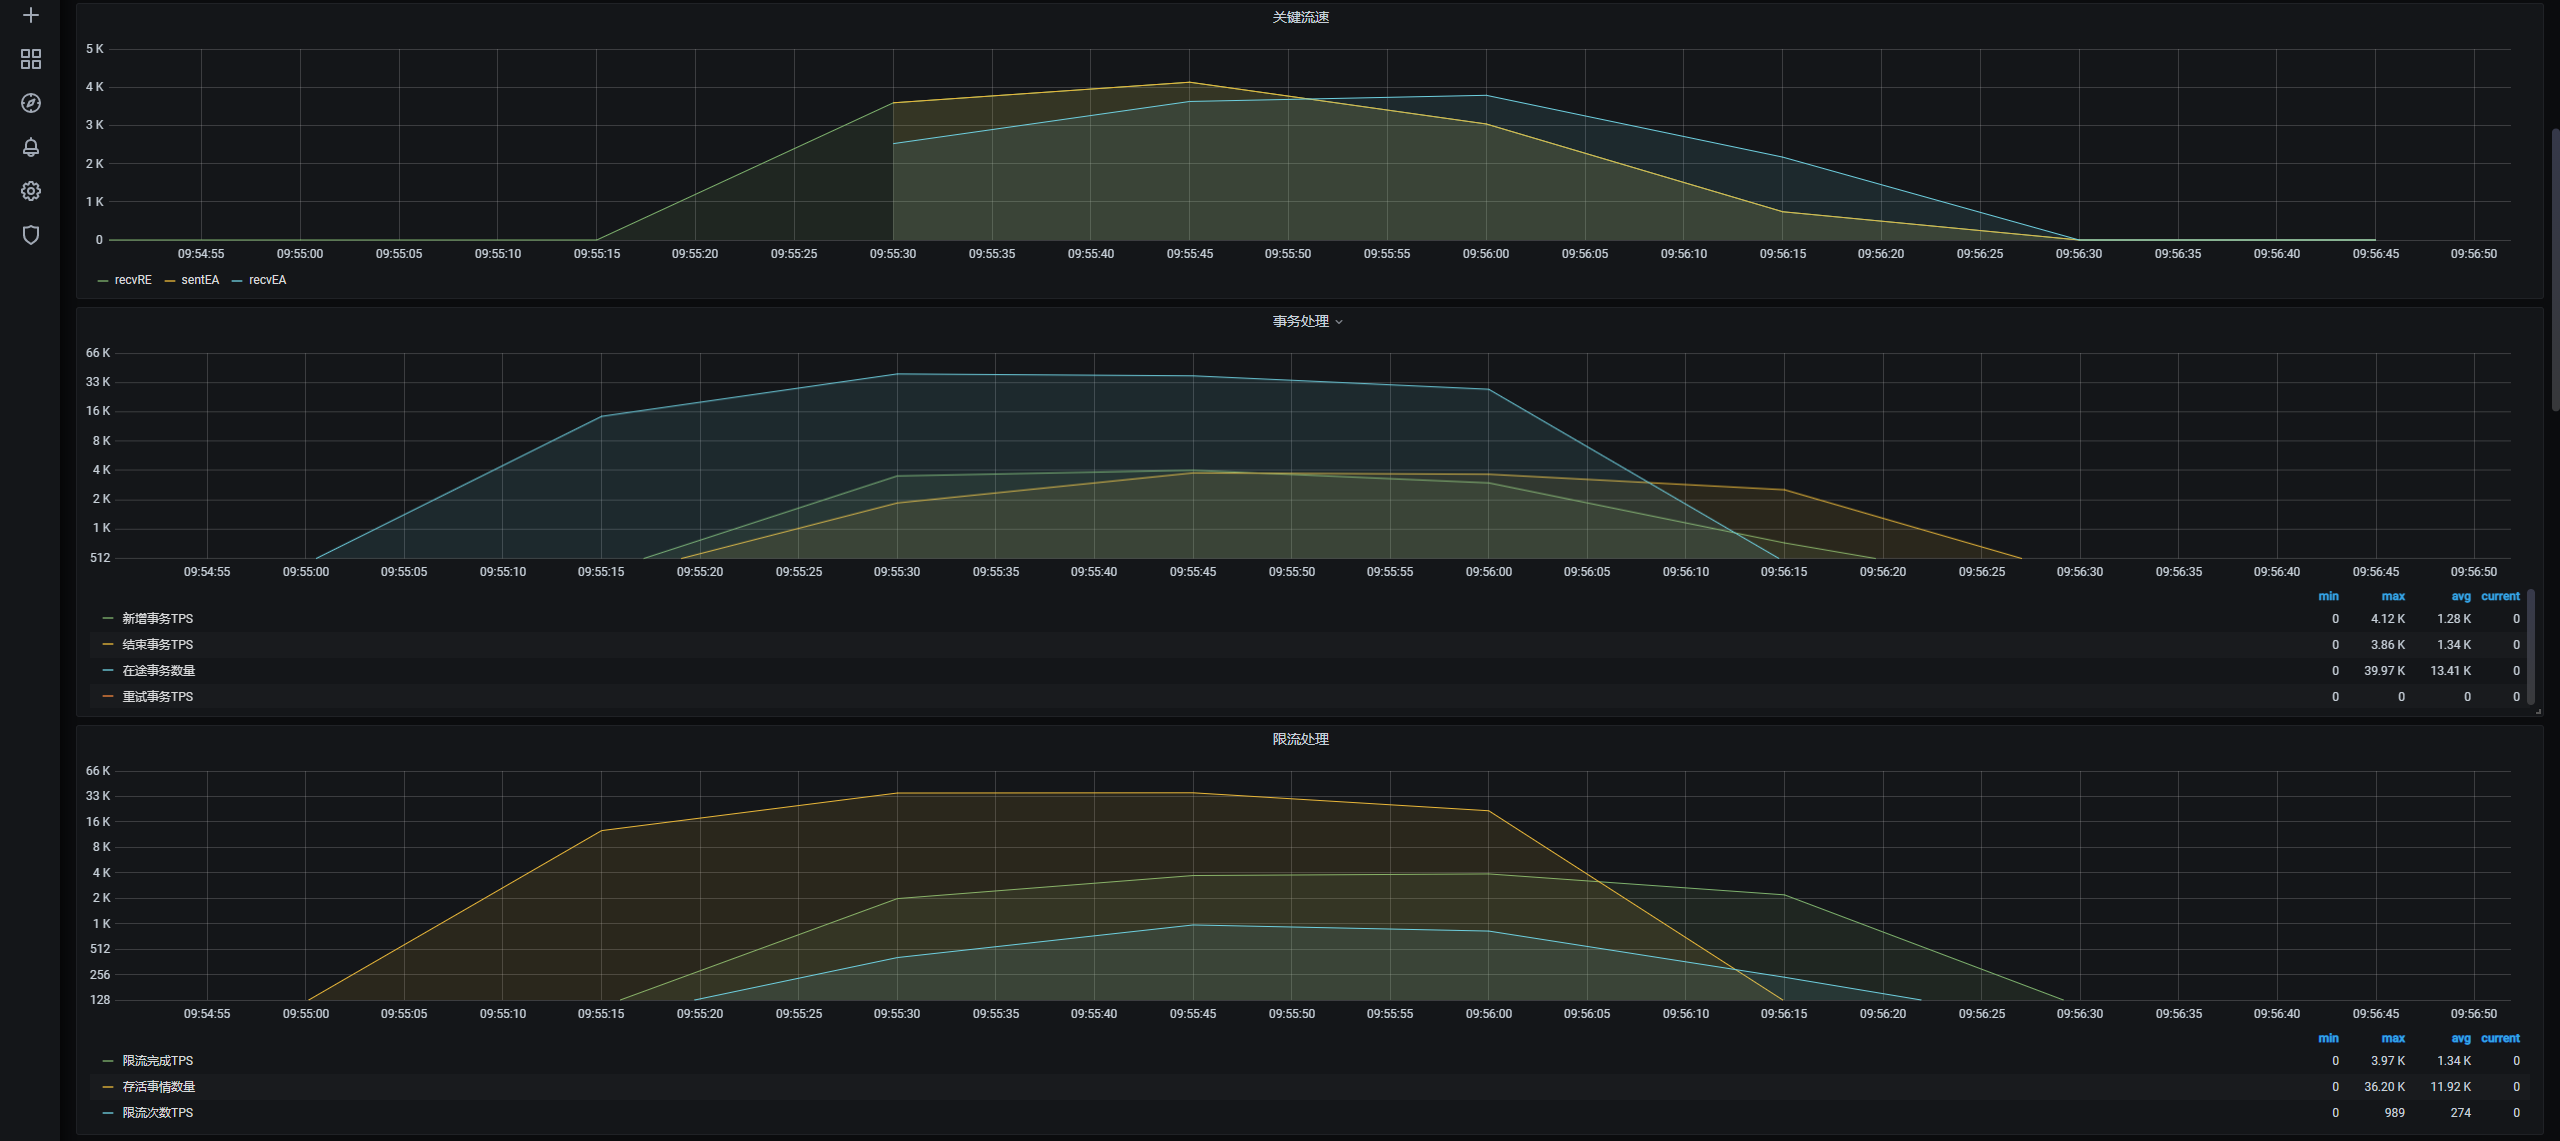 关键流速
5 K
4 K
3 K
2 K
1 K
0
09:54:55 09:55:00 09:55:05 09:55:10 09:55:15 09:55:20 09:55:25 09:55:30 09:55:35 09:55:40 09:55:45 09:55:50 09:55:55 09:56:00 09:56:05 09:56:10 09:56:15 09:56:20 09:56:25 09:56:30 09:56:35 09:56:40 09:56:45 09:56:50
recvRE sentEA recvEA
事务处理
66 K
33 K
16 K
8 K
4 K
2 K
1 K
512
09:54:55 09:55:00 09:55:05 09:55:10 09:55:15 09:55:20 09:55:25 09:55:30 09:55:35 09:55:40 09:55:45 09:55:50 09:55:55 09:56:00 09:56:05 09:56:10 09:56:15 09:56:20 09:56:25 09:56:30 09:56:35 09:56:40 09:56:45 09:56:50
min max avg current
新增事务TPS 0 4.12 K 1.28 K 0
结束事务TPS 0 3.86 K 1.34 K 0
在途事务数量 0 39.97 K 13.41 K 0
重试事务TPS 0 0 0 0
限流处理
66 K
33 K
16 K
8 K
4 K
2 K
1 K
512
256
128
09:54:55 09:55:00 09:55:05 09:55:10 09:55:15 09:55:20 09:55:25 09:55:30 09:55:35 09:55:40 09:55:45 09:55:50 09:55:55 09:56:00 09:56:05 09:56:10 09:56:15 09:56:20 09:56:25 09:56:30 09:56:35 09:56:40 09:56:45 09:56:50
min max avg current
限流完成TPS 0 3.97 K 1.34 K 0
存活事情数量 0 36.20 K 11.92 K 0
限流次数TPS 0 989 274 0